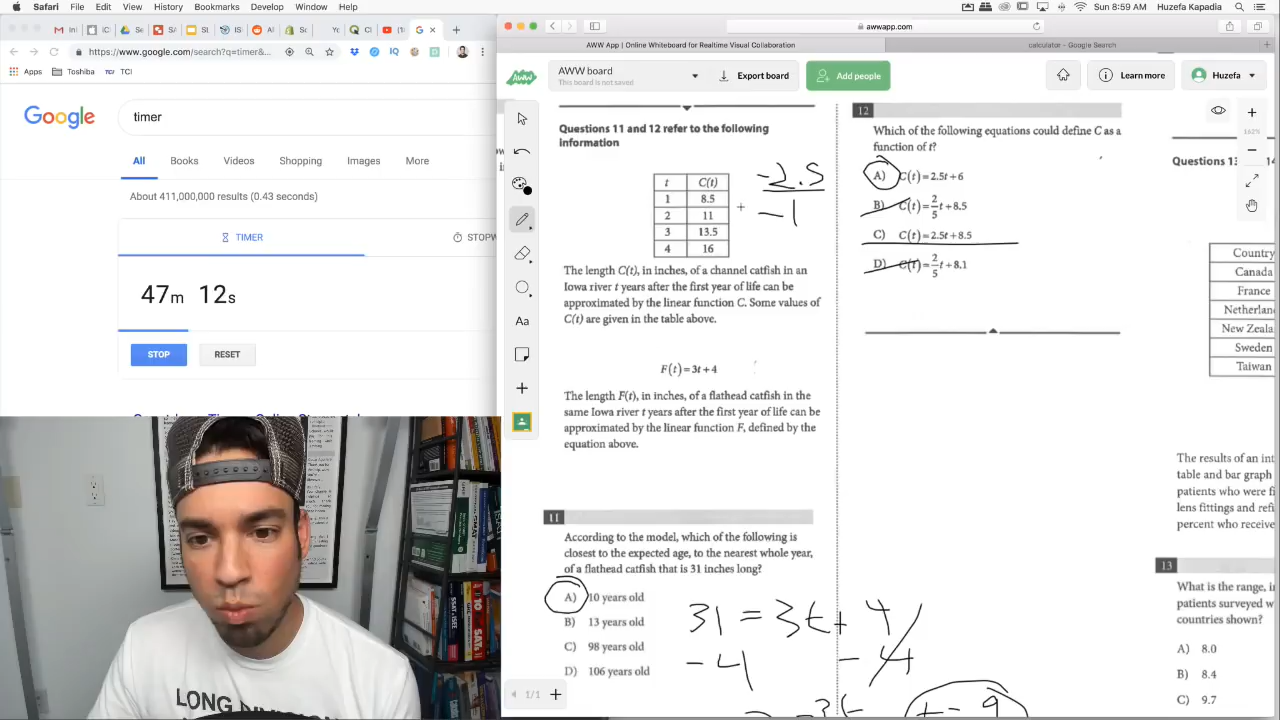 Safari File Edit View History Bookmarks Develop Window Help
Sun 8:59 AM Huzefa Kapadia
https://www.google.com/search?q=timer&...
Apps Toshiba TCI TCI
Google
timer
All Books Videos Shopping Images More
About 411,000,000 results (0.43 seconds)
TIMER STOPW
47m 12s
STOP RESET
awwapp.com
AWW App | Online Whiteboard for Realtime Visual Collaboration
calculator - Google Search
AWW
AWW board
This board is not saved
Export board
Add people
Learn more
Huzefa
162%
Aa
1/1
Questions 11 and 12 refer to the following
information
t C(t)
1 8.5
2 11
3 13.5
4 16
+
-2.5
-1
The length C(t), in inches, of a channel catfish in an
Iowa river t years after the first year of life can be
approximated by the linear function C. Some values of
C(t) are given in the table above.
F(t)=3t+4
The length F(t), in inches, of a flathead catfish in the
same Iowa river t years after the first year of life can be
approximated by the linear function F, defined by the
equation above.
11
According to the model, which of the following is
closest to the expected age, to the nearest whole year,
of a flathead catfish that is 31 inches long?
A) 10 years old
B) 13 years old
C) 98 years old
D) 106 years old
31 = 3t+4
-4 -4
12
Which of the following equations could define C as a
function of t?
A) C(t)=2.5t+6
B) C(t)=2/5t+8.5
C) C(t)=2.5t+8.5
D) C(t)=2/5t+8.1
Questions 13
Country
Canada
France
Netherlan
New Zeala
Sweden
Taiwan
The results of an int
table and bar graph
patients who were fi
lens fittings and refi
percent who receive
13
What is the range, i
patients surveyed w
countries shown?
A) 8.0
B) 8.4
C) 9.7
LONG